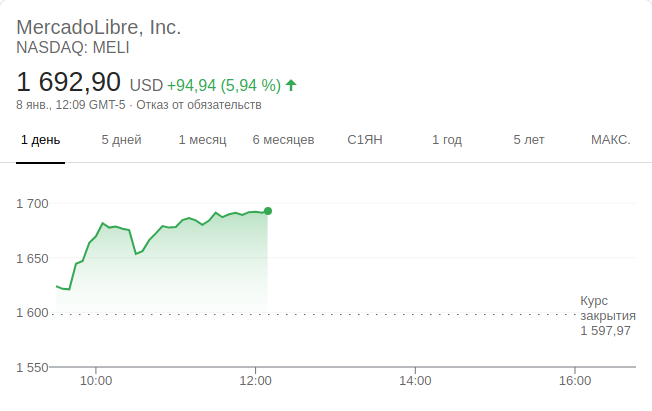 MercadoLibre, Inc.
NASDAQ: MELI
1 692,90 USD +94,94 (5,94 %)
8 янв., 12:09 GMT-5 · Отказ от обязательств
1 день 5 дней 1 месяц 6 месяцев С1ЯН 1 год 5 лет МАКС.
1 700
1 650
1 600
Курс
закрытия
1 597,97
1 550
10:00 12:00 14:00 16:00